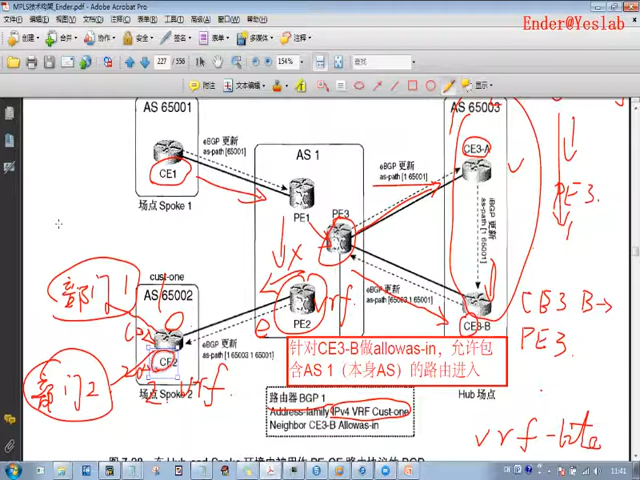 MPLS技术构架_Ender.pdf - Adobe Acrobat Pro
Ender@Yeslab
文件(F) 编辑(E) 视图(V) 文档(D) 注释(C) 表单(R) 工具(T) 高级(A) 窗口(W) 帮助(H)
创建 合并 协作 安全 签名 表单 多媒体 注释
227 / 556 154% 查找
附注 文本编辑 显示
AS 65001
AS 65003
eBGP 更新
as-path [65001]
CE1
场点 Spoke 1
AS 1
PE1
PE3
eBGP 更新
as-path [1 65001]
CE3-A
iBGP 更新
as-path [1 65001]
PE3
部门1
cust-one
AS 65002
x
PE2
vrf
e
eBGP 更新
as-path [65003 1 65001]
CE3-B
CE3 B→
PE3
CE2
as-path [65003 1 65001]
部门2
2 vrf
场点 Spoke 2
针对CE3-B做allowas-in，允许包
含AS 1（本身AS）的路由进入
Hub 场点
路由器 BGP 1
Address-family IPv4 VRF Cust-one
Neighbor CE3-B Allowas-in
vrf-bite
11:41